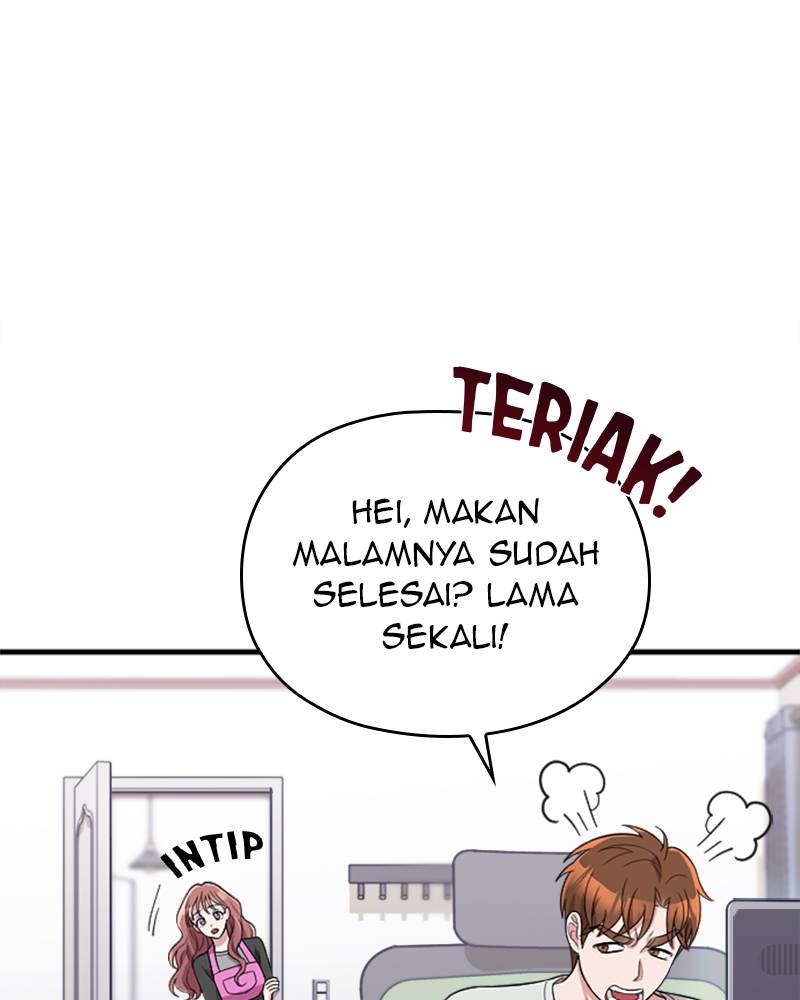 TERIAK!
HEI, MAKAN
MALAMNYA SUDAH
SELESAI? LAMA
SEKALI!
INTIP